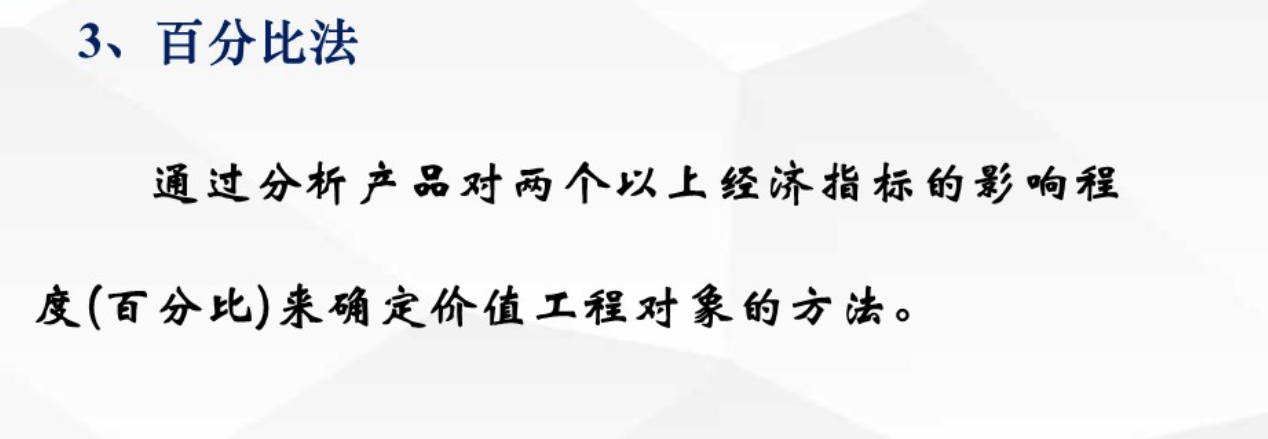 3、百分比法
通过分析产品对两个以上经济指标的影响程
度(百分比)来确定价值工程对象的方法。